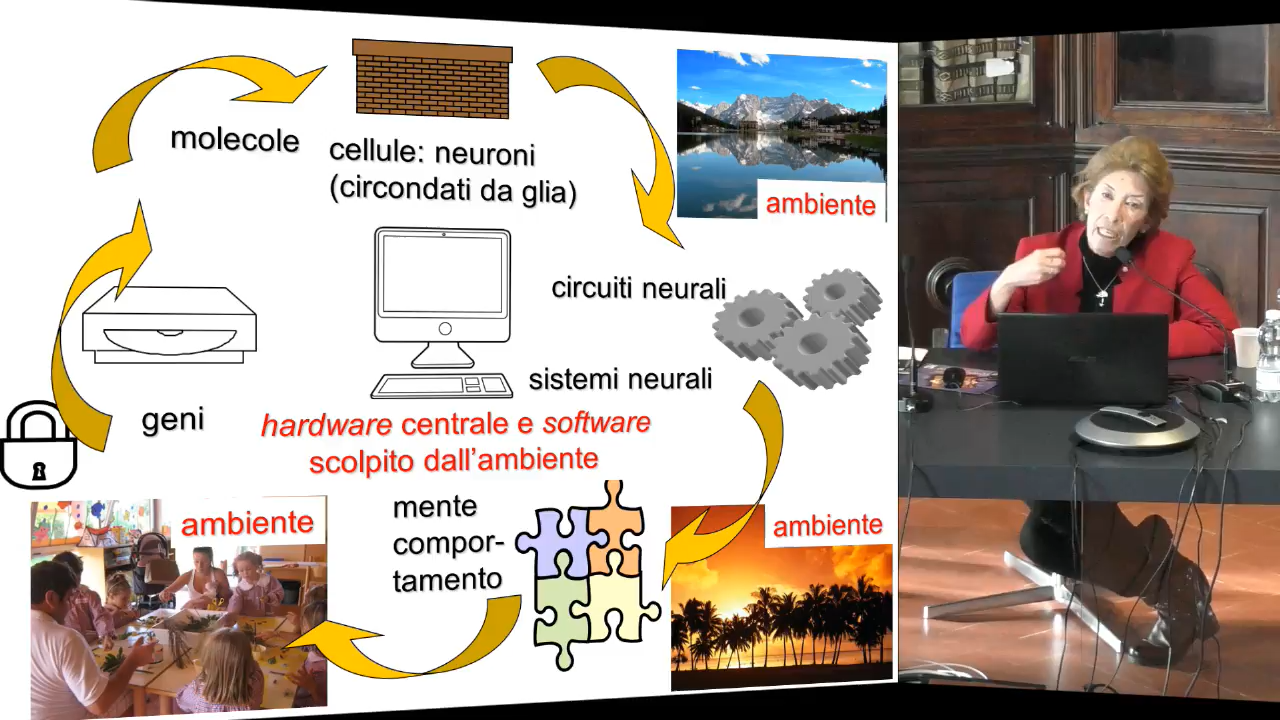 molecole
cellule: neuroni
(circondati da glia)
ambiente
circuiti neurali
sistemi neurali
geni
hardware centrale e software
scolpito dall'ambiente
ambiente
mente
compor-
tamento
ambiente